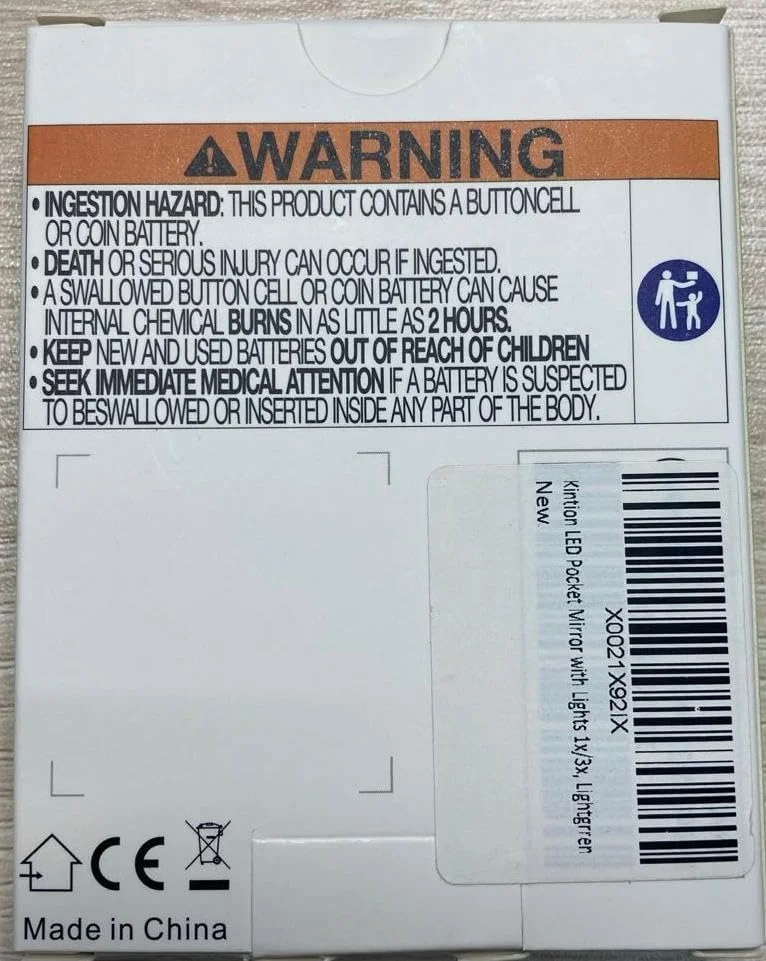 WARNING
• INGESTION HAZARD: THIS PRODUCT CONTAINS A BUTTONCELL
OR COIN BATTERY.
• DEATH OR SERIOUS INJURY CAN OCCUR IF INGESTED.
• A SWALLOWED BUTTON CELL OR COIN BATTERY CAN CAUSE
INTERNAL CHEMICAL BURNS IN AS LITTLE AS 2 HOURS.
• KEEP NEW AND USED BATTERIES OUT OF REACH OF CHILDREN
• SEEK IMMEDIATE MEDICAL ATTENTION IF A BATTERY IS SUSPECTED
TO BESWALLOWED OR INSERTED INSIDE ANY PART OF THE BODY.
X0021X92IX
Kintion LED Pocket Mirror with Lights 1x/3x, Lightgrren
New
CE
Made in China